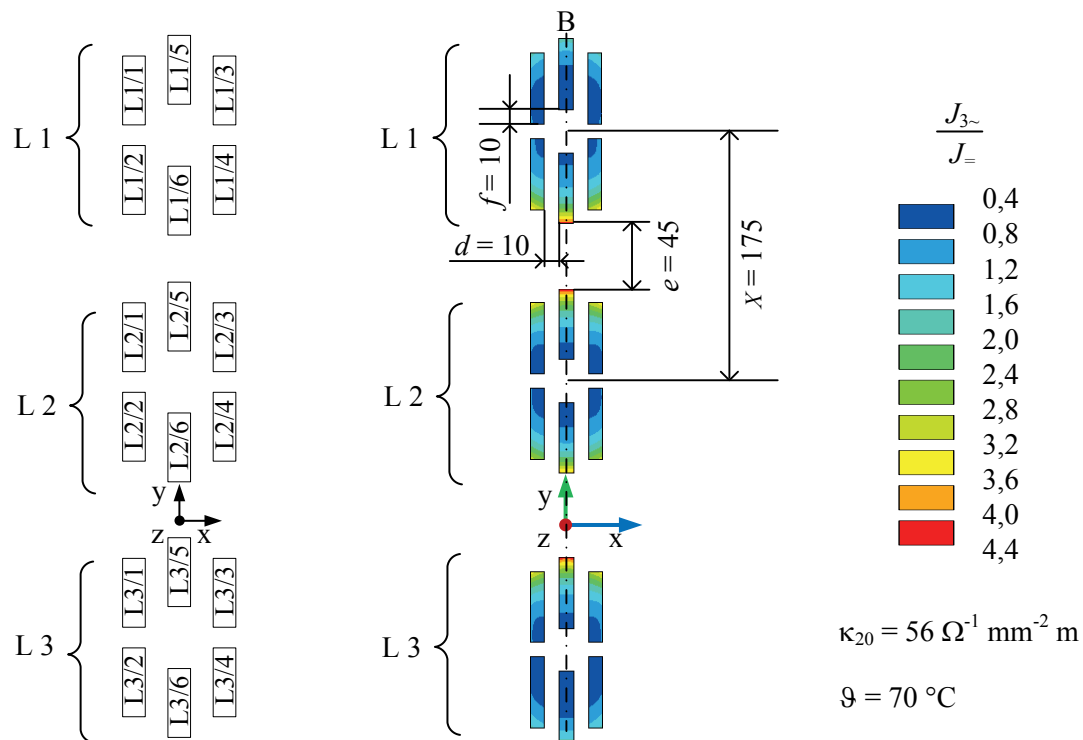 L 1
L1/1
L1/5
L1/3
L1/2
L1/6
L1/4
L 2
L2/1
L2/5
L2/3
L2/2
L2/6
L2/4
y
z
x
L 3
L3/1
L3/5
L3/3
L3/2
L3/6
L3/4
B
L 1
f = 10
d = 10
e = 45
X = 175
L 2
y
z
x
L 3
J3~
J=
0,4
0,8
1,2
1,6
2,0
2,4
2,8
3,2
3,6
4,0
4,4
κ20 = 56 Ω-1 mm-2 m
ϑ = 70 °C